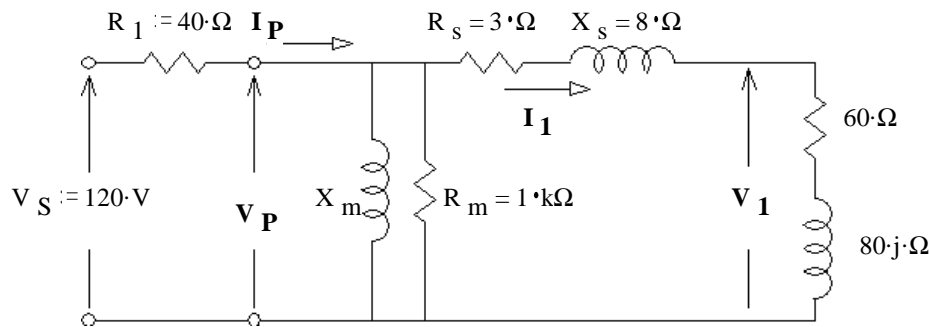 R 1 := 40·Ω
I P
R s = 3·Ω
X s = 8·Ω
I 1
60·Ω
V S := 120·V
V P
X m
R m = 1·kΩ
V 1
80·j·Ω